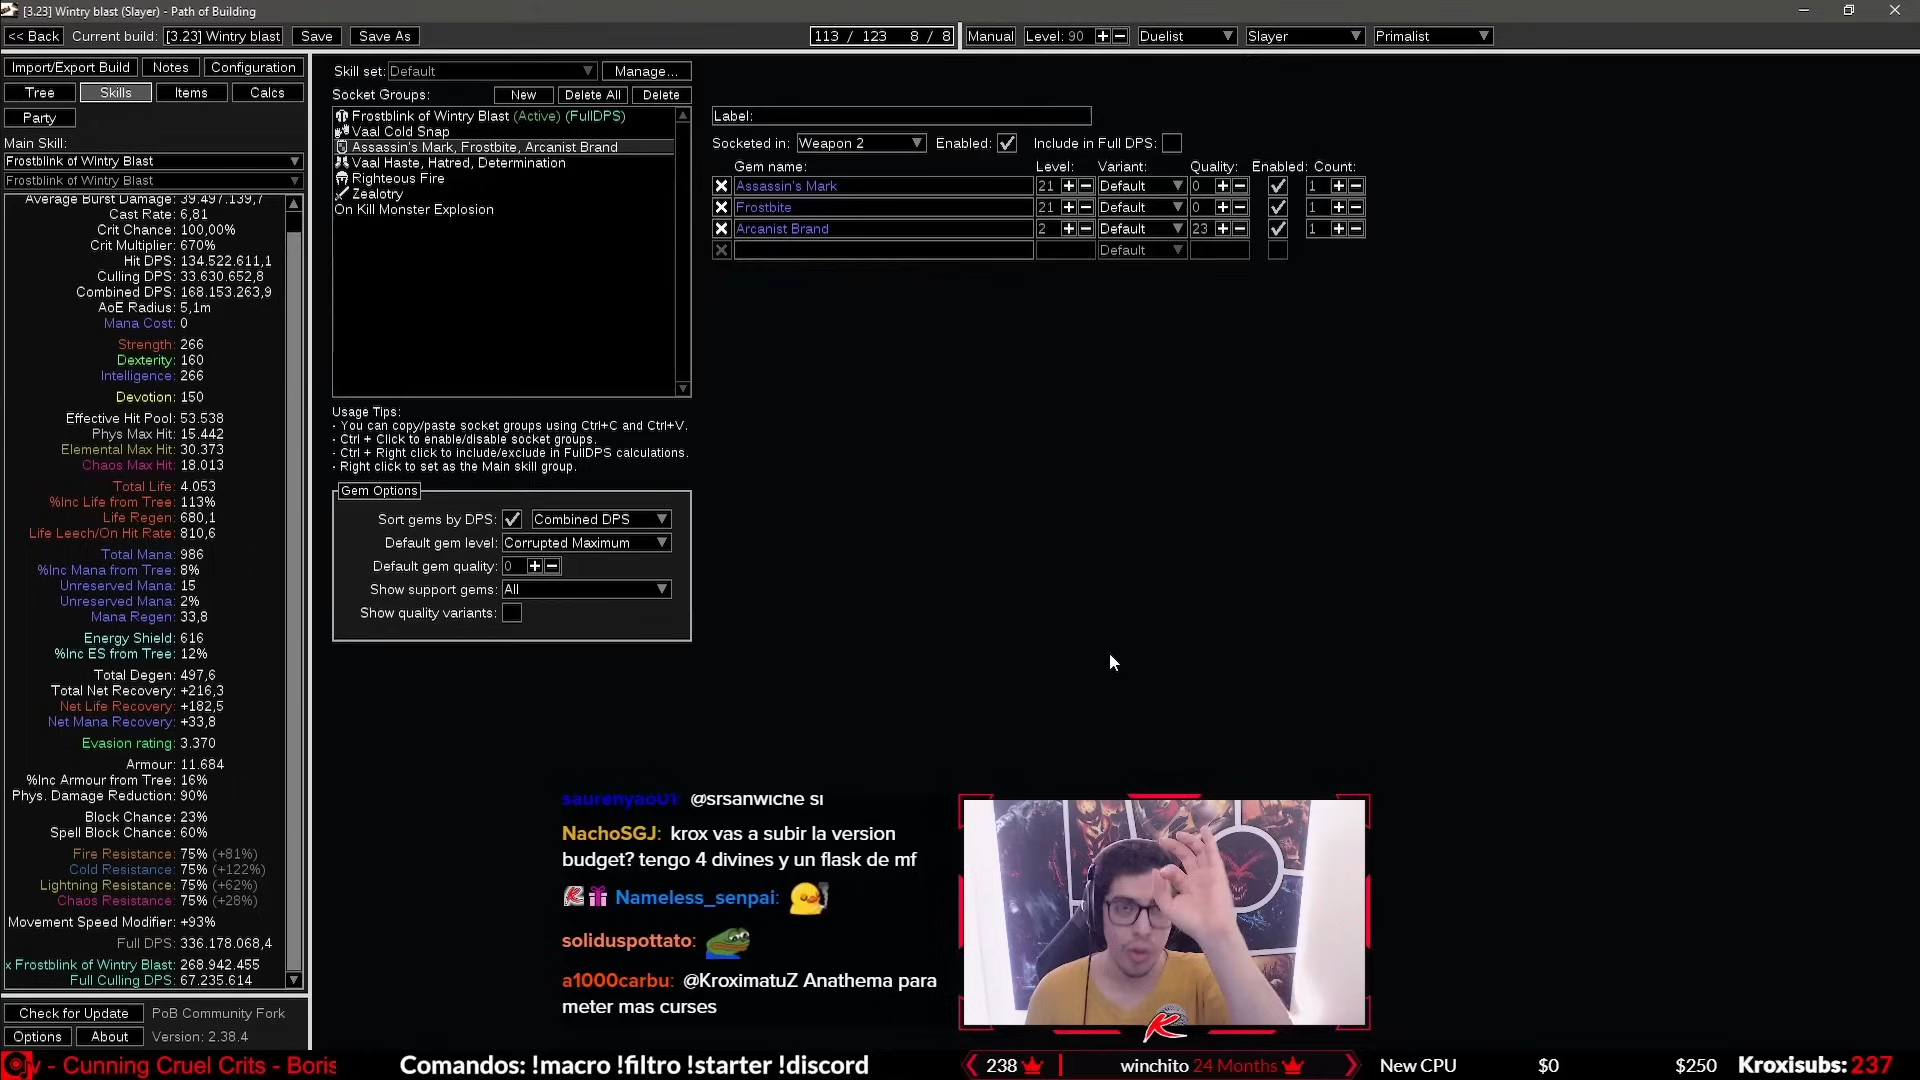 [3.23] Wintry blast (Slayer) - Path of Building
<< Back Current build: [3.23] Wintry blast Save Save As 113 / 123 8 / 8 Manual Level: 90 Duelist Slayer Primalist
Import/Export Build Notes Configuration
Tree Skills Items Calcs
Party
Main Skill:
Frostblink of Wintry Blast
Frostblink of Wintry Blast
Average Burst Damage: 39.497.139,7
Cast Rate: 6,81
Crit Chance: 100,00%
Crit Multiplier: 670%
Hit DPS: 134.522.611,1
Culling DPS: 33.630.652,8
Combined DPS: 168.153.263,9
AoE Radius: 5,1m
Mana Cost: 0
Strength: 266
Dexterity: 160
Intelligence: 266
Devotion: 150
Effective Hit Pool: 53.538
Phys Max Hit: 15.442
Elemental Max Hit: 30.373
Chaos Max Hit: 18.013
Total Life: 4.053
%Inc Life from Tree: 113%
Life Regen: 680,1
Life Leech/On Hit Rate: 810,6
Total Mana: 986
%Inc Mana from Tree: 8%
Unreserved Mana: 15
Unreserved Mana: 2%
Mana Regen: 33,8
Energy Shield: 616
%Inc ES from Tree: 12%
Total Degen: 497,6
Total Net Recovery: +216,3
Net Life Recovery: +182,5
Net Mana Recovery: +33,8
Evasion rating: 3.370
Armour: 11.684
%Inc Armour from Tree: 16%
Phys. Damage Reduction: 90%
Block Chance: 23%
Spell Block Chance: 60%
Fire Resistance: 75% (+81%)
Cold Resistance: 75% (+122%)
Lightning Resistance: 75% (+62%)
Chaos Resistance: 75% (+28%)
Movement Speed Modifier: +93%
Full DPS: 336.178.068,4
x Frostblink of Wintry Blast: 268.942.455
Full Culling DPS: 67.235.614
Check for Update PoB Community Fork
Options About Version: 2.38.4
Skill set: Default Manage...
Socket Groups: New Delete All Delete
Frostblink of Wintry Blast (Active) (FullDPS)
Vaal Cold Snap
Assassin's Mark, Frostbite, Arcanist Brand
Vaal Haste, Hatred, Determination
Righteous Fire
Zealotry
On Kill Monster Explosion
Usage Tips:
- You can copy/paste socket groups using Ctrl+C and Ctrl+V.
- Ctrl + Click to enable/disable socket groups.
- Ctrl + Right click to include/exclude in FullDPS calculations.
- Right click to set as the Main skill group.
Gem Options
Sort gems by DPS: Combined DPS
Default gem level: Corrupted Maximum
Default gem quality: 0
Show support gems: All
Show quality variants:
Label:
Socketed in: Weapon 2 Enabled: Include in Full DPS:
Gem name: Level: Variant: Quality: Enabled: Count:
Assassin's Mark 21 Default 0 1
Frostbite 21 Default 0 1
Arcanist Brand 2 Default 23 1
Default
saurenyao01: @srsanwiche si
NachoSGJ: krox vas a subir la version
budget? tengo 4 divines y un flask de mf
Nameless_senpai:
soliduspottato:
a1000carbu: @KroximatuZ Anathema para
meter mas curses
- Cunning Cruel Crits - Boris Comandos: !macro !filtro !starter !discord 238 winchito 24 Months New CPU $0 $250 Kroxisubs: 237